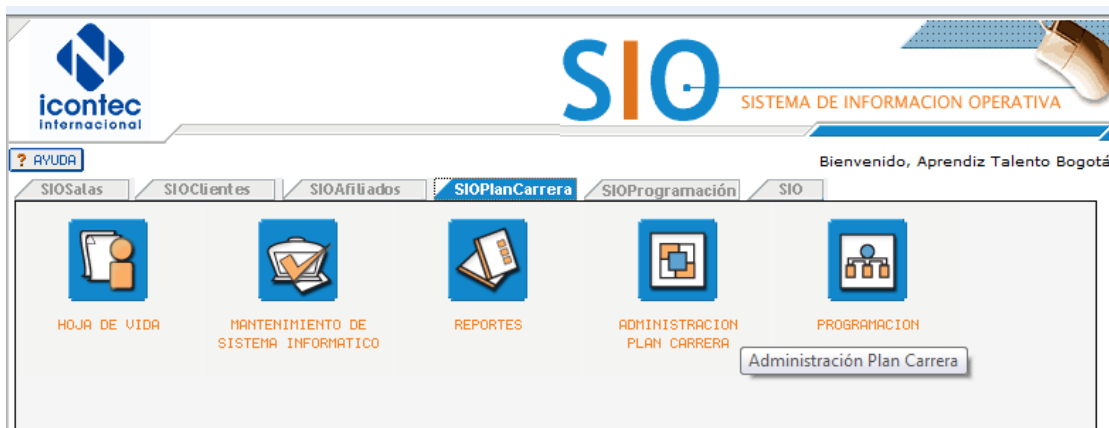 icontec
internacional
SIO
SISTEMA DE INFORMACION OPERATIVA
? AYUDA
Bienvenido, Aprendiz Talento Bogotá
SIOSalas SIOClientes SIOAfiliados SIOPlanCarrera SIOProgramación SIO
HOJA DE VIDA
MANTENIMIENTO DE
SISTEMA INFORMATICO
REPORTES
ADMINISTRACION
PLAN CARRERA
PROGRAMACION
Administración Plan Carrera